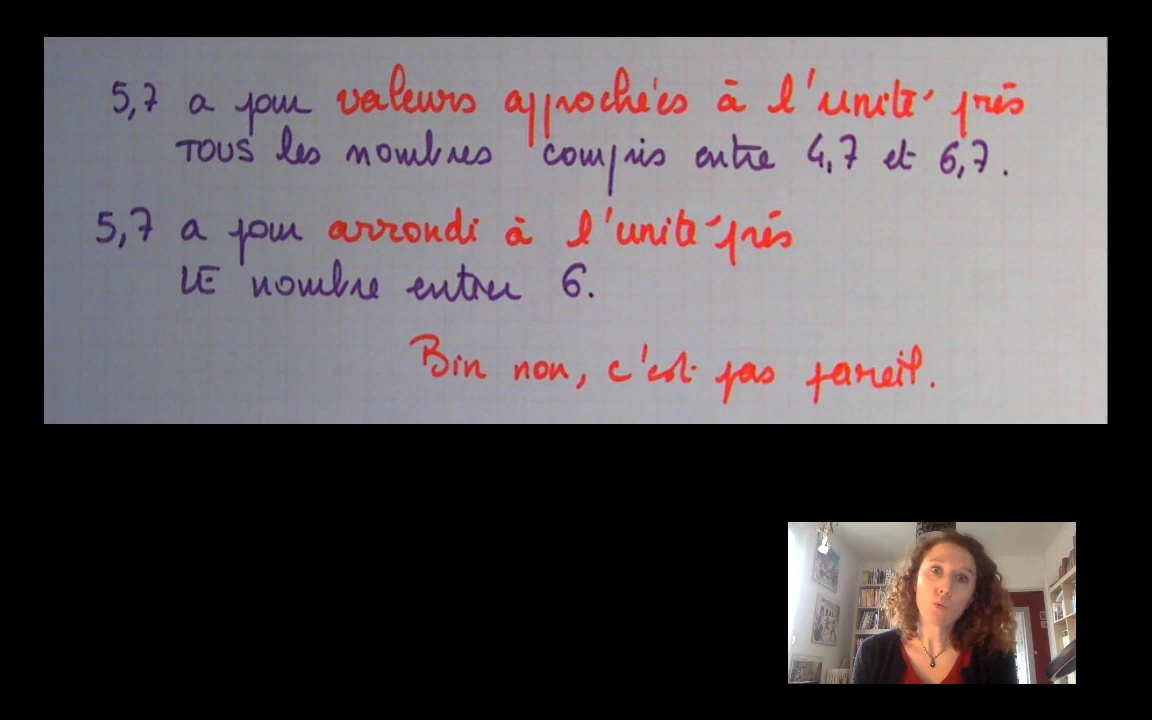 5,7 a pour valeurs approchées à l'unité près
TOUS les nombres compris entre 4,7 et 6,7.
5,7 a pour arrondi à l'unité près
LE nombre entier 6.
Bin non, c'est pas pareil.